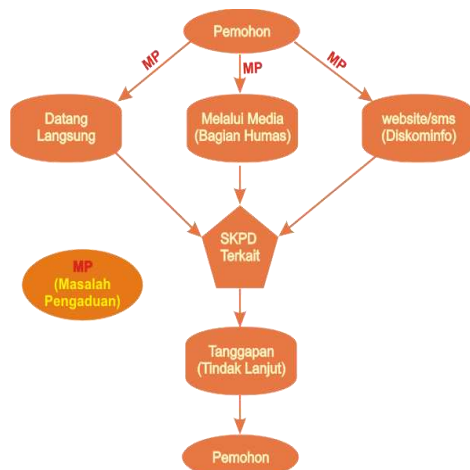 Pemohon
MP
MP
MP
Datang
Langsung
Melalui Media
(Bagian Humas)
website/sms
(Diskominfo)
SKPD
Terkait
MP
(Masalah
Pengaduan)
Tanggapan
(Tindak Lanjut)
Pemohon